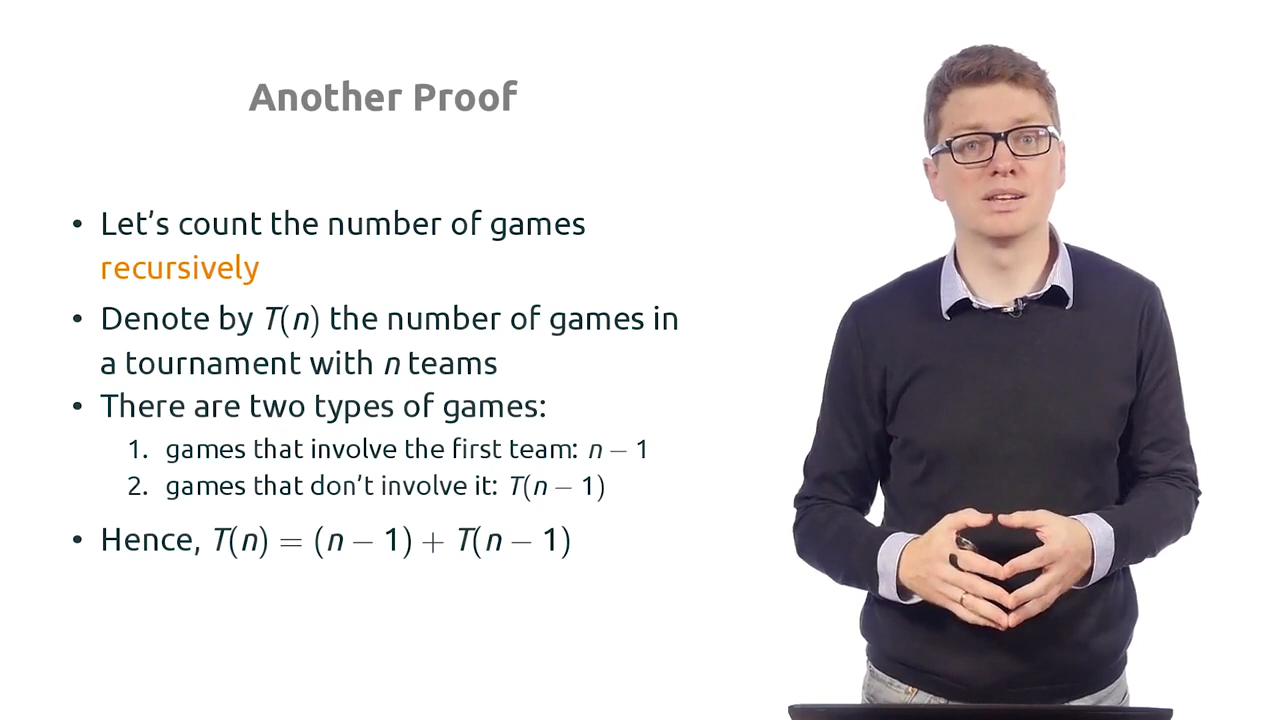 Another Proof
• Let’s count the number of games
recursively
• Denote by T(n) the number of games in
a tournament with n teams
• There are two types of games:
1. games that involve the first team: n − 1
2. games that don’t involve it: T(n − 1)
• Hence, T(n) = (n − 1) + T(n − 1)